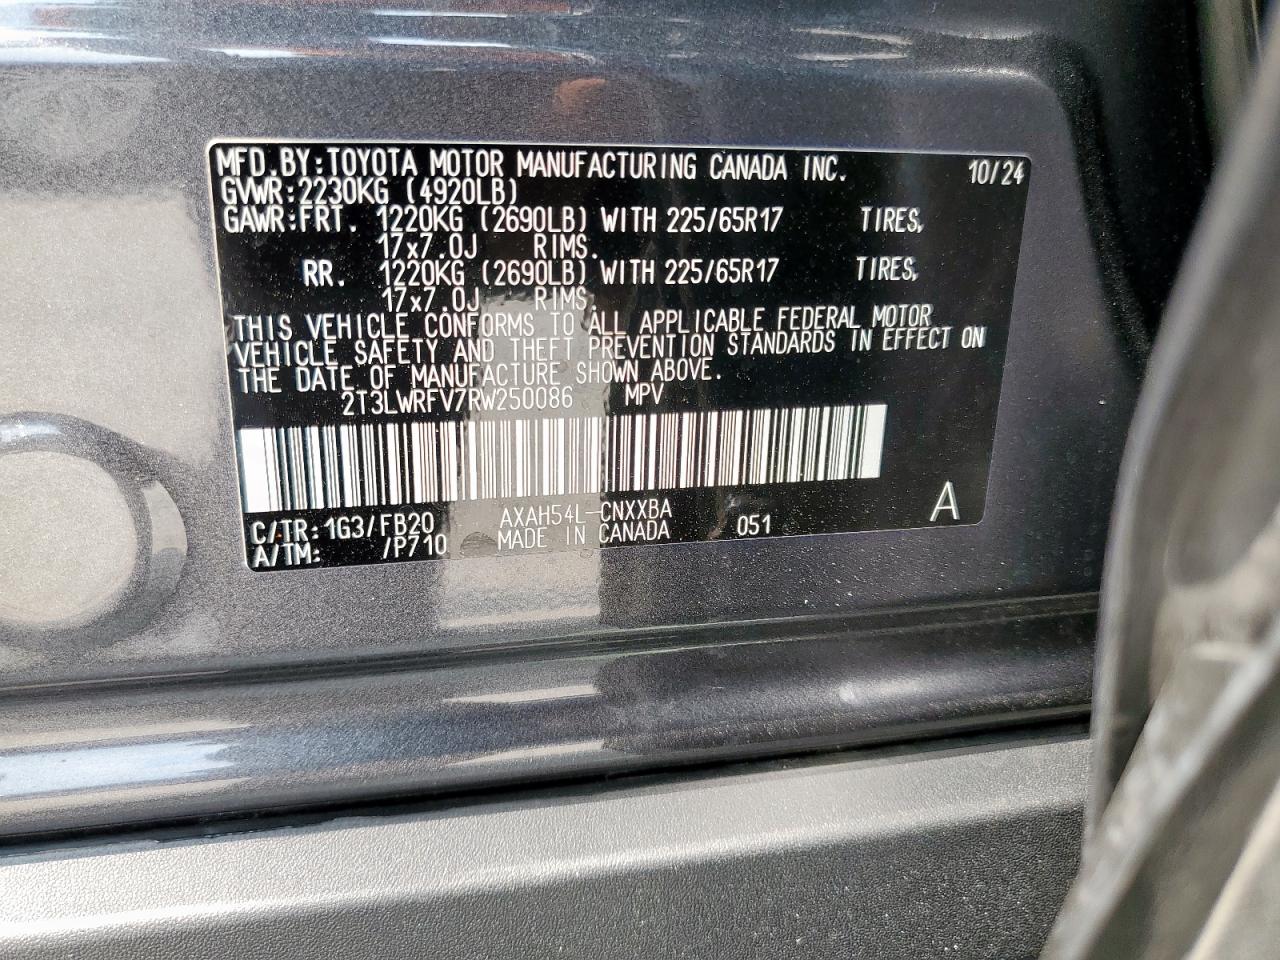 MFD.BY:TOYOTA MOTOR MANUFACTURING CANADA INC. 10/24
GVWR:2230KG (4920LB)
GAWR:FRT. 1220KG (2690LB) WITH 225/65R17 TIRES,
17x7.0J RIMS.
RR. 1220KG (2690LB) WITH 225/65R17 TIRES,
17x7.0J RIMS.
THIS VEHICLE CONFORMS TO ALL APPLICABLE FEDERAL MOTOR
VEHICLE SAFETY AND THEFT PREVENTION STANDARDS IN EFFECT ON
THE DATE OF MANUFACTURE SHOWN ABOVE.
2T3LWRFV7RW250086 MPV
C/TR:1G3/FB20 AXAH54L-CNXXBA 051 A
A/TM: /P710 MADE IN CANADA